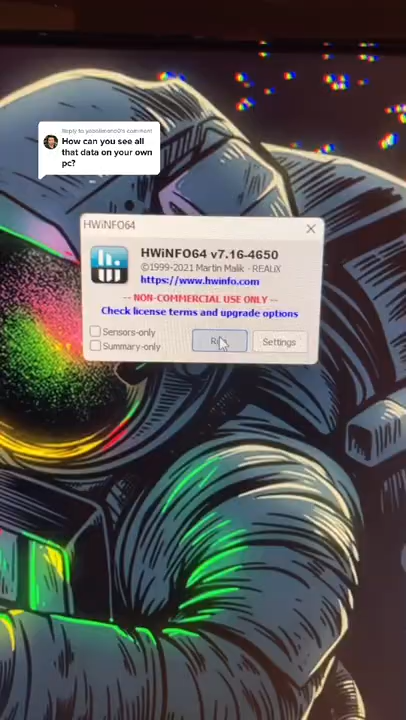 How can you see all
that data on your own
pc?
HWiNFO64
HWiNFO64 v7.16-4650
©1999-2021 Martin Malik - REALiX
https://www.hwinfo.com
-- NON-COMMERCIAL USE ONLY --
Check license terms and upgrade options
Sensors-only
Summary-only
Settings